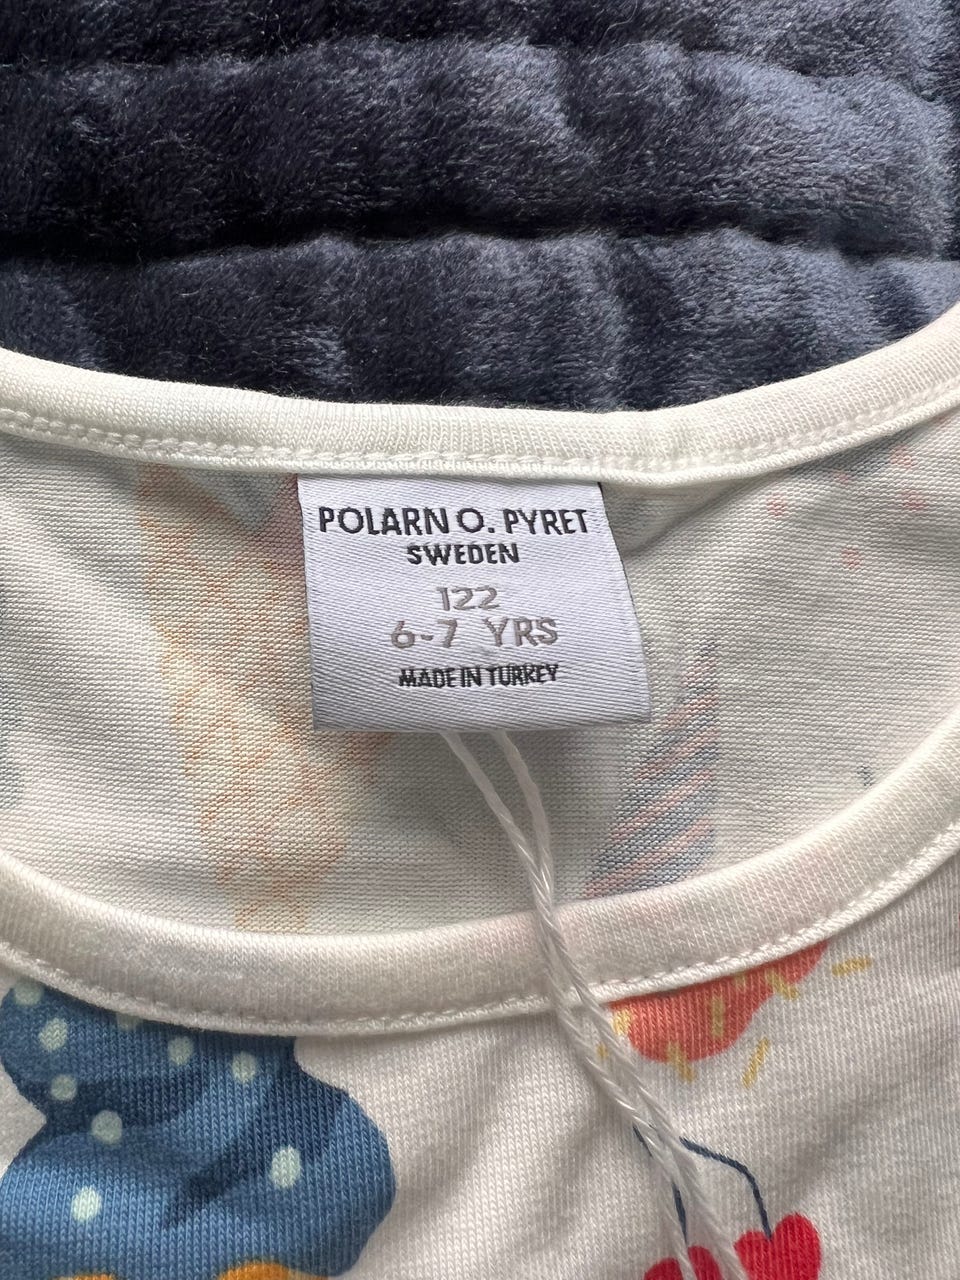 POLARN O. PYRET
SWEDEN
122
6-7 YRS
MADE IN TURKEY